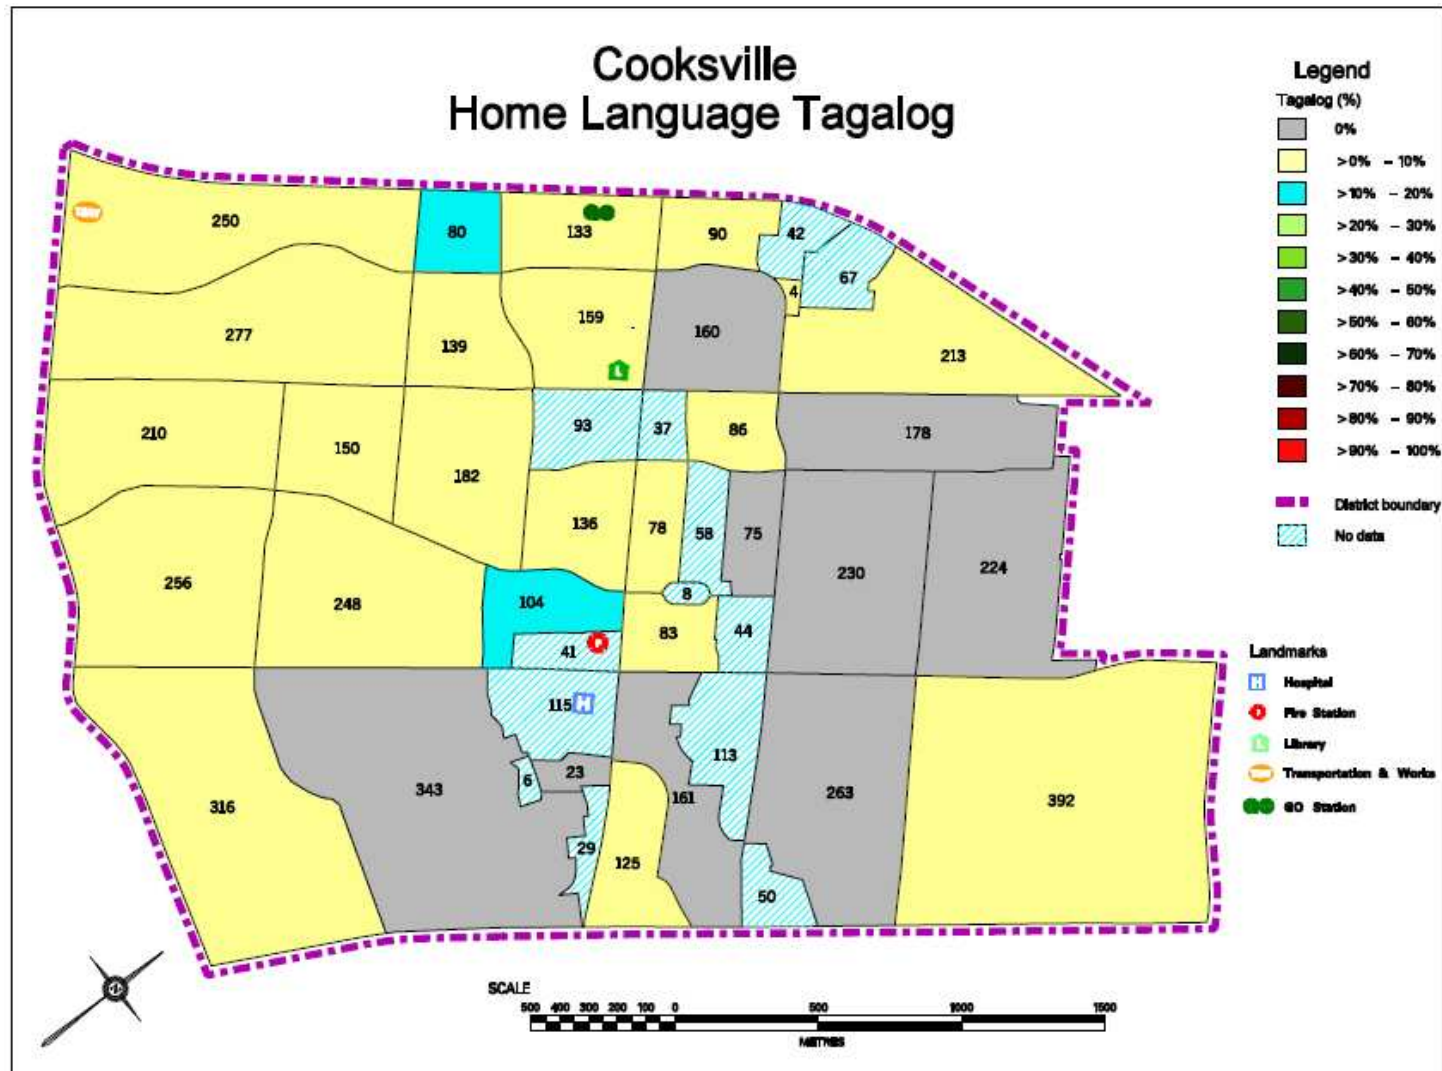 Cooksville
Home Language Tagalog
Legend
Tagalog (%)
0%
>0% - 10%
>10% - 20%
>20% - 30%
>30% - 40%
>40% - 50%
>50% - 60%
>60% - 70%
>70% - 80%
>80% - 90%
>90% - 100%
District boundary
No data
Landmarks
H Hospital
F Fire Station
L Library
Transportation & Works
GO Station
250
80
133
90
42
67
4
277
139
159
160
213
L
210
150
182
93
37
86
178
136
78
58
75
230
224
256
248
104
8
83
44
41
F
115
H
113
316
343
6
23
161
263
392
29
125
50
SCALE
500 400 300 200 100 0 500 1000 1500
METRES